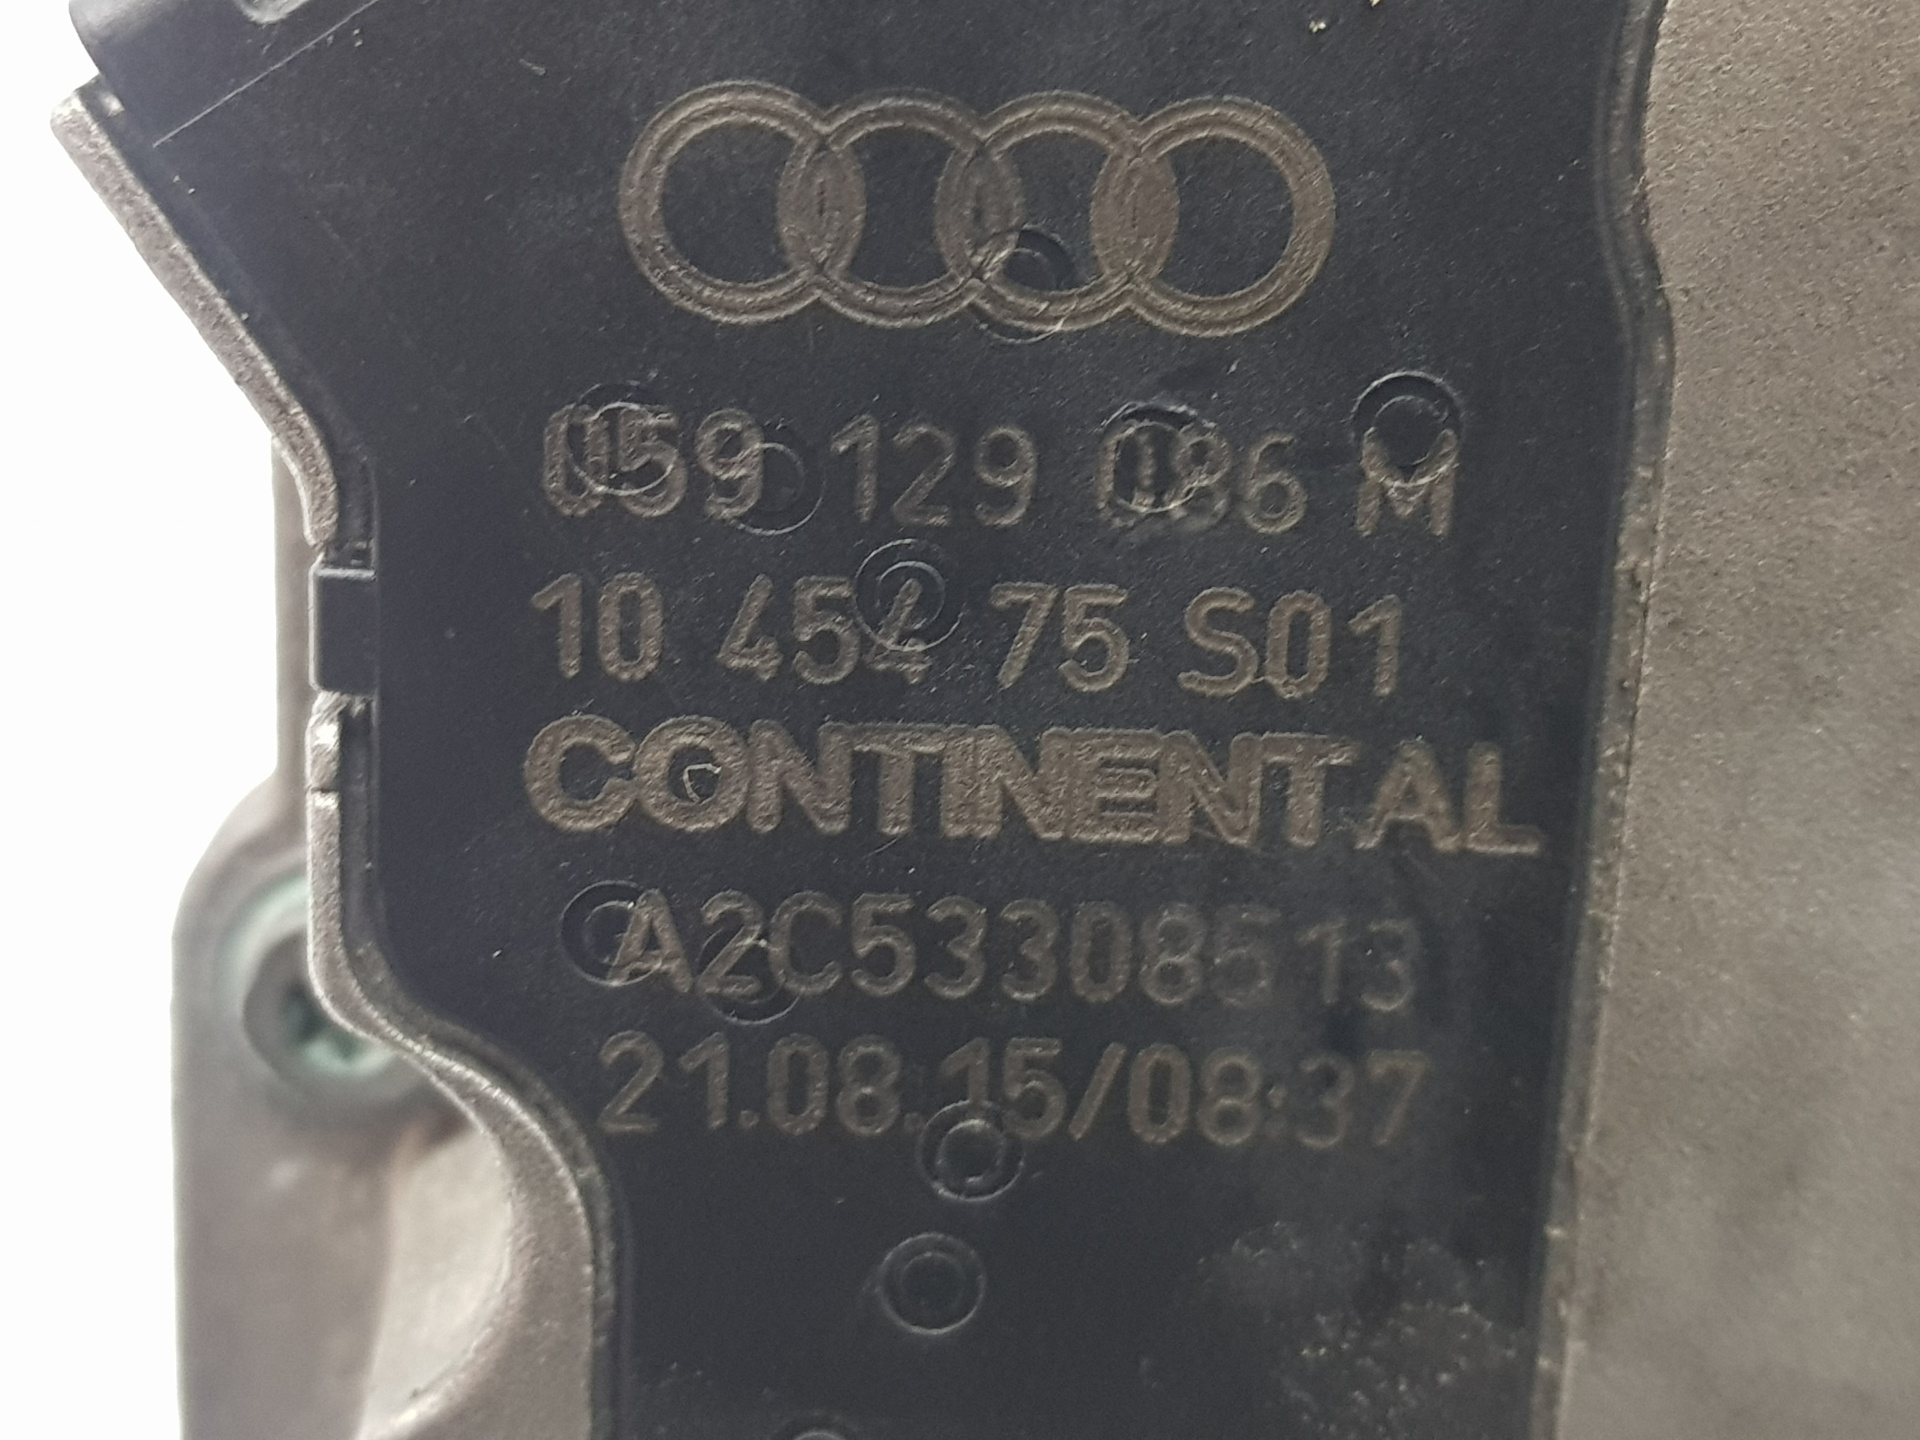 059 129 086 M
10 454 75 S01
CONTINENTAL
A2C53308513
21.08.15/08:37